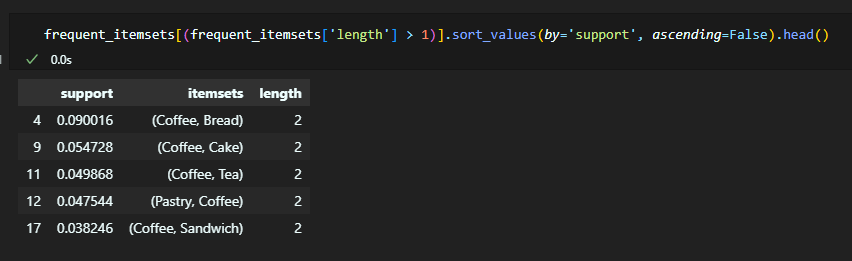 frequent_itemsets[(frequent_itemsets['length'] > 1)].sort_values(by='support', ascending=False).head()
✓ 0.0s
support itemsets length
4 0.090016 (Coffee, Bread) 2
9 0.054728 (Coffee, Cake) 2
11 0.049868 (Coffee, Tea) 2
12 0.047544 (Pastry, Coffee) 2
17 0.038246 (Coffee, Sandwich) 2